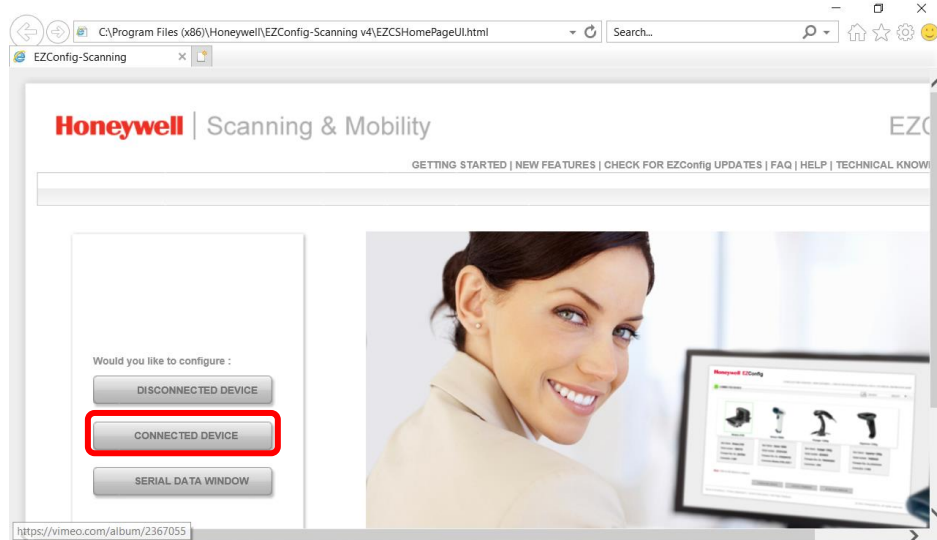 C:\Program Files (x86)\Honeywell\EZConfig-Scanning v4\EZCSHomePageUI.html
Search...
EZConfig-Scanning
Honeywell | Scanning & Mobility
EZC
GETTING STARTED | NEW FEATURES | CHECK FOR EZConfig UPDATES | FAQ | HELP | TECHNICAL KNOW
Would you like to configure :
DISCONNECTED DEVICE
CONNECTED DEVICE
SERIAL DATA WINDOW
Honeywell EZConfig
https://vimeo.com/album/2367055